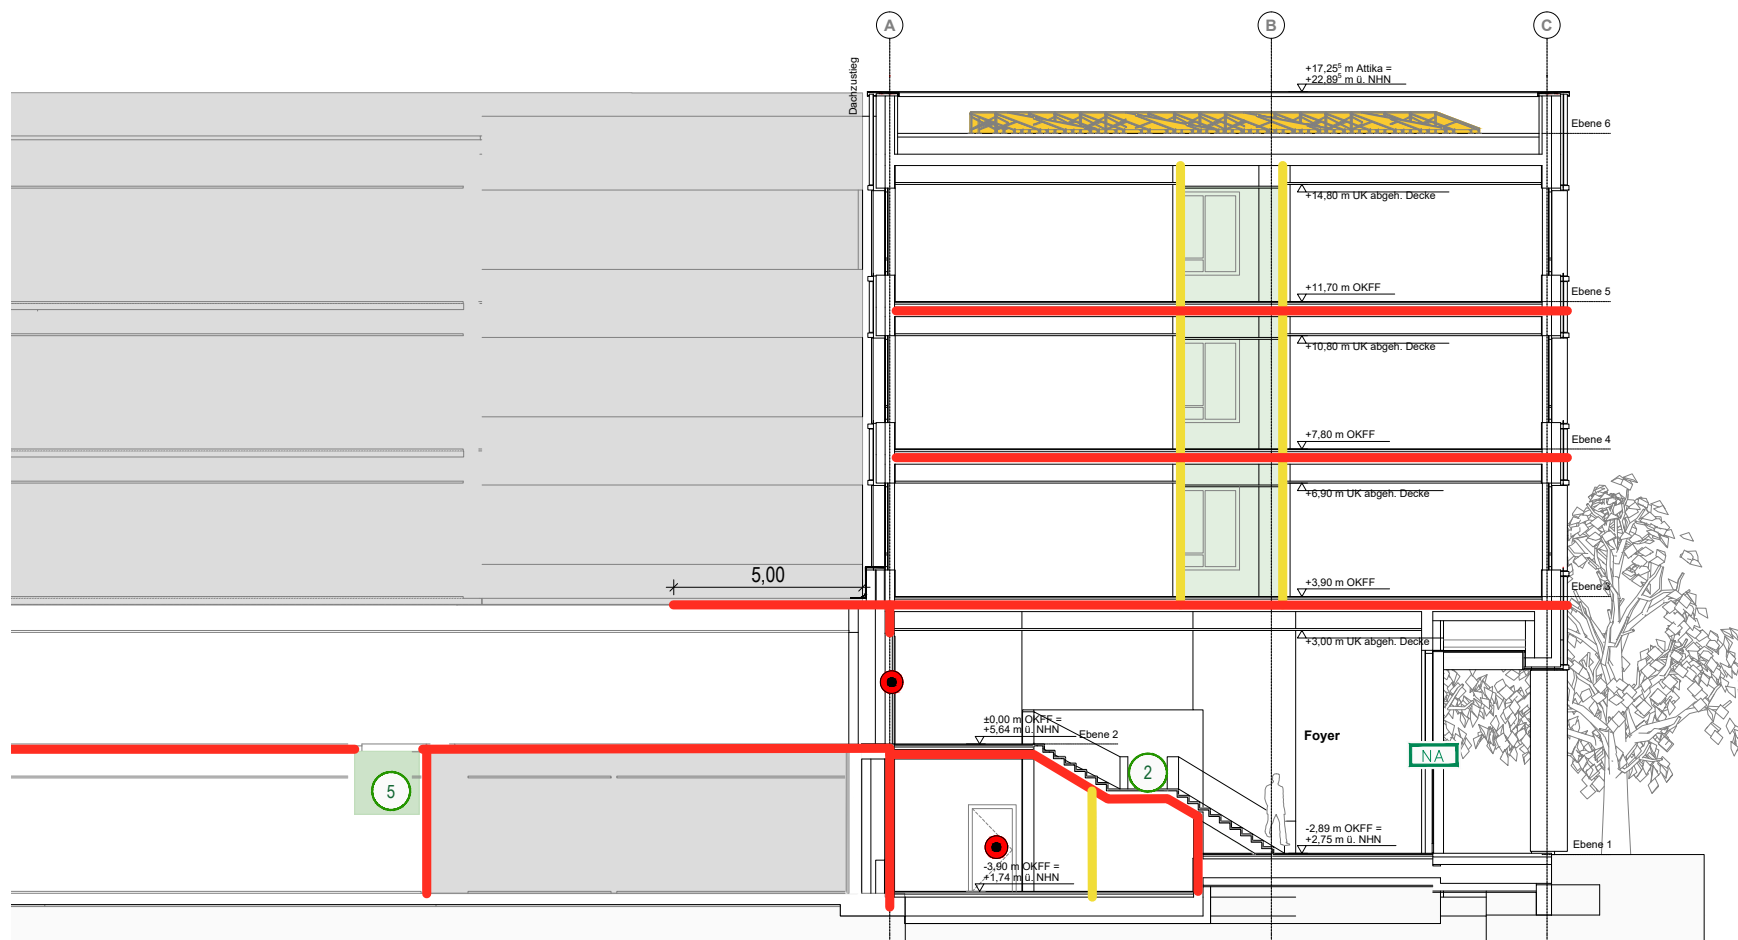 A
B
C
Dachzustieg
+17,25⁵ m Attika =
+22,89⁵ m ü. NHN
Ebene 6
+14,80 m UK abgeh. Decke
+11,70 m OKFF
Ebene 5
+10,80 m UK abgeh. Decke
+7,80 m OKFF
Ebene 4
+6,90 m UK abgeh. Decke
5,00
+3,90 m OKFF
Ebene 3
+3,00 m UK abgeh. Decke
±0,00 m OKFF =
+5,64 m ü. NHN
Ebene 2
Foyer
NA
2
5
-2,89 m OKFF =
+2,75 m ü. NHN
Ebene 1
-3,90 m OKFF =
+1,74 m ü. NHN